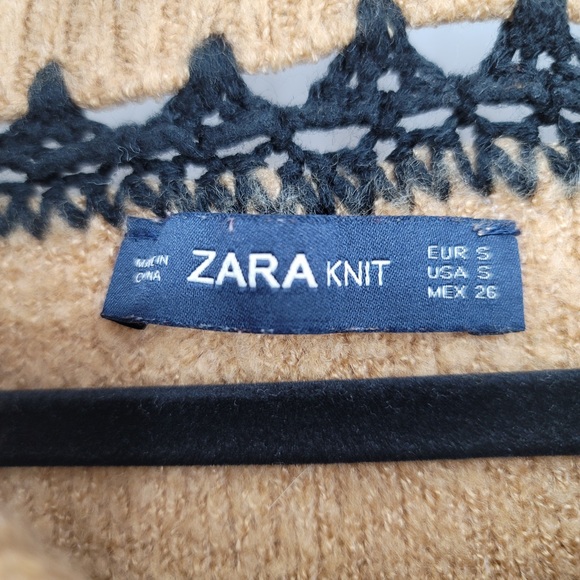 MADE IN
CHINA
ZARA KNIT
EUR S
USA S
MEX 26